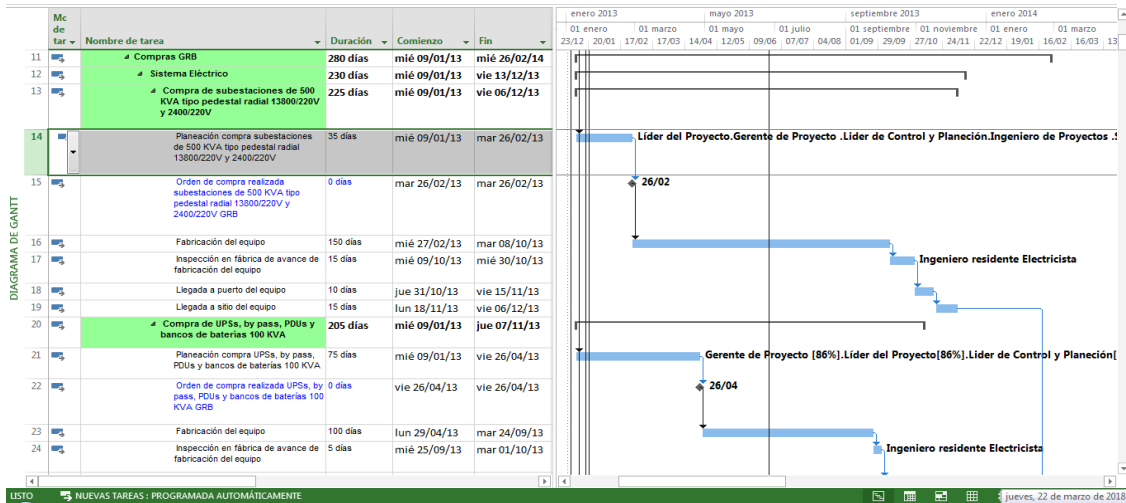 enero 2013 mayo 2013 septiembre 2013 enero 2014
01 enero 01 marzo 01 mayo 01 julio 01 septiembre 01 noviembre 01 enero 01 marzo
23/12 20/01 17/02 17/03 14/04 12/05 09/06 07/07 04/08 01/09 29/09 27/10 24/11 22/12 19/01 16/02 16/03 13
Mc
de
tar Nombre de tarea Duración Comienzo Fin
11 Compras GRB 280 días mié 09/01/13 mié 26/02/14
12 Sistema Eléctrico 230 días mié 09/01/13 vie 13/12/13
13 Compra de subestaciones de 500 225 días mié 09/01/13 vie 06/12/13
KVA tipo pedestal radial 13800/220V
y 2400/220V
14 Planeación compra subestaciones 35 días mié 09/01/13 mar 26/02/13 Líder del Proyecto.Gerente de Proyecto .Lider de Control y Planeción.Ingeniero de Proyectos .
de 500 KVA tipo pedestal radial
13800/220V y 2400/220V
15 Orden de compra realizada 0 días mar 26/02/13 mar 26/02/13 26/02
subestaciones de 500 KVA tipo
pedestal radial 13800/220V y
2400/220V GRB
16 Fabricación del equipo 150 días mié 27/02/13 mar 08/10/13
17 Inspección en fábrica de avance de 15 días mié 09/10/13 mié 30/10/13 Ingeniero residente Electricista
fabricación del equipo
18 Llegada a puerto del equipo 10 días jue 31/10/13 vie 15/11/13
19 Llegada a sitio del equipo 15 días lun 18/11/13 vie 06/12/13
20 Compra de UPSs, by pass, PDUs y 205 días mié 09/01/13 jue 07/11/13
bancos de baterías 100 KVA
21 Planeación compra UPSs, by pass, 75 días mié 09/01/13 vie 26/04/13 Gerente de Proyecto [86%].Líder del Proyecto[86%].Lider de Control y Planeción[
PDUs y bancos de baterías 100 KVA
22 Orden de compra realizada UPSs, by 0 días vie 26/04/13 vie 26/04/13 26/04
pass, PDUs y bancos de baterías 100
KVA GRB
23 Fabricación del equipo 100 días lun 29/04/13 mar 24/09/13
24 Inspección en fábrica de avance de 5 días mié 25/09/13 mar 01/10/13 Ingeniero residente Electricista
fabricación del equipo
DIAGRAMA DE GANTT
LISTO NUEVAS TAREAS : PROGRAMADA AUTOMÁTICAMENTE jueves, 22 de marzo de 2018